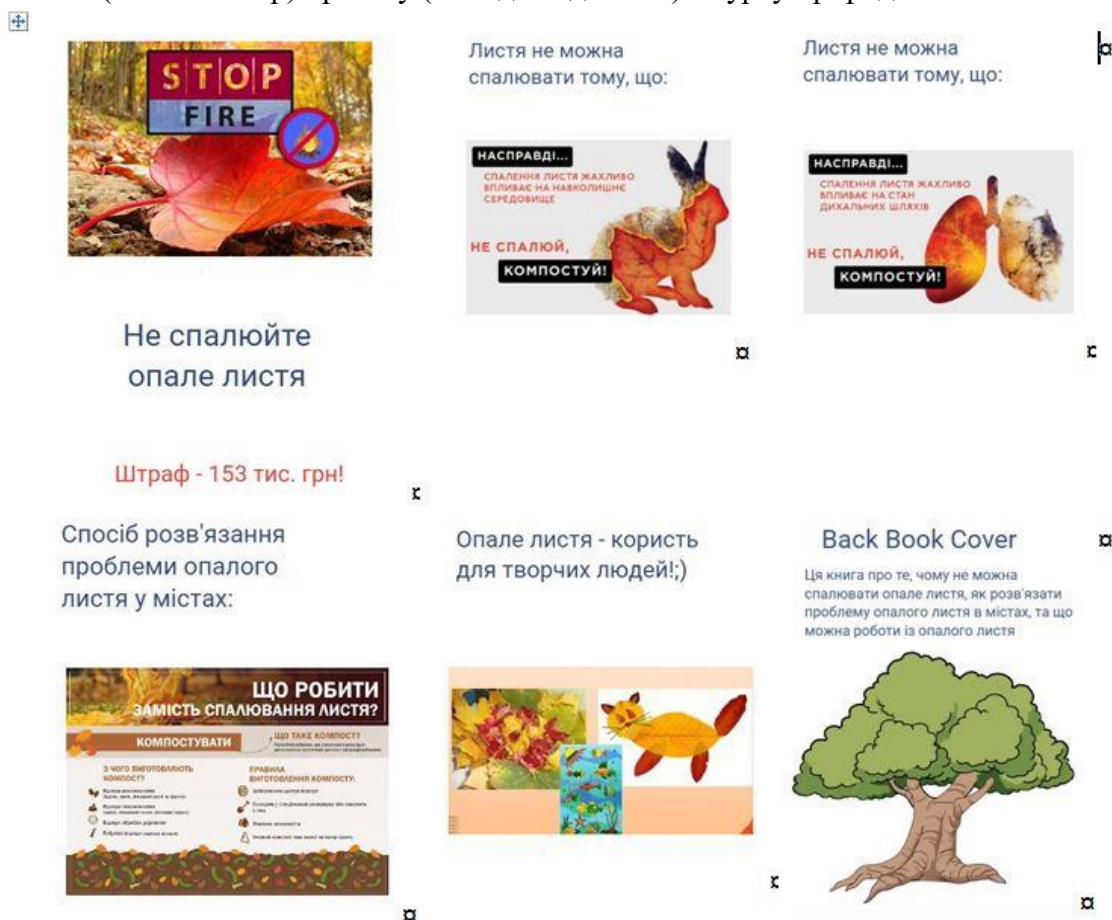 STOP
FIRE
Не спалюйте
опале листя
Штраф - 153 тис. грн!
Листя не можна
спалювати тому, що:
НАСПРАВДІ...
СПАЛЕННЯ ЛИСТЯ ЖАХЛИВО
ВПЛИВАЄ НА НАВКОЛИШНЄ
СЕРЕДОВИЩЕ
НЕ СПАЛЮЙ,
КОМПОСТУЙ!
Листя не можна
спалювати тому, що:
НАСПРАВДІ...
СПАЛЕННЯ ЛИСТЯ ЖАХЛИВО
ВПЛИВАЄ НА СТАН
ДИХАЛЬНИХ ШЛЯХІВ
НЕ СПАЛЮЙ,
КОМПОСТУЙ!
Спосіб розв'язання
проблеми опалого
листя у містах:
ЩО РОБИТИ
ЗАМІСТЬ СПАЛЮВАННЯ ЛИСТЯ?
КОМПОСТУВАТИ
ЩО ТАКЕ КОМПОСТ?
З ЧОГО ВИГОТОВЛЯЮТЬ
КОМПОСТ?
ПРАВИЛА
ВИГОТОВЛЕННЯ КОМПОСТУ:
Опале листя - користь
для творчих людей!;)
Back Book Cover
Ця книга про те, чому не можна
спалювати опале листя, як розв'язати
проблему опалого листя в містах, та що
можна роботи із опалого листя